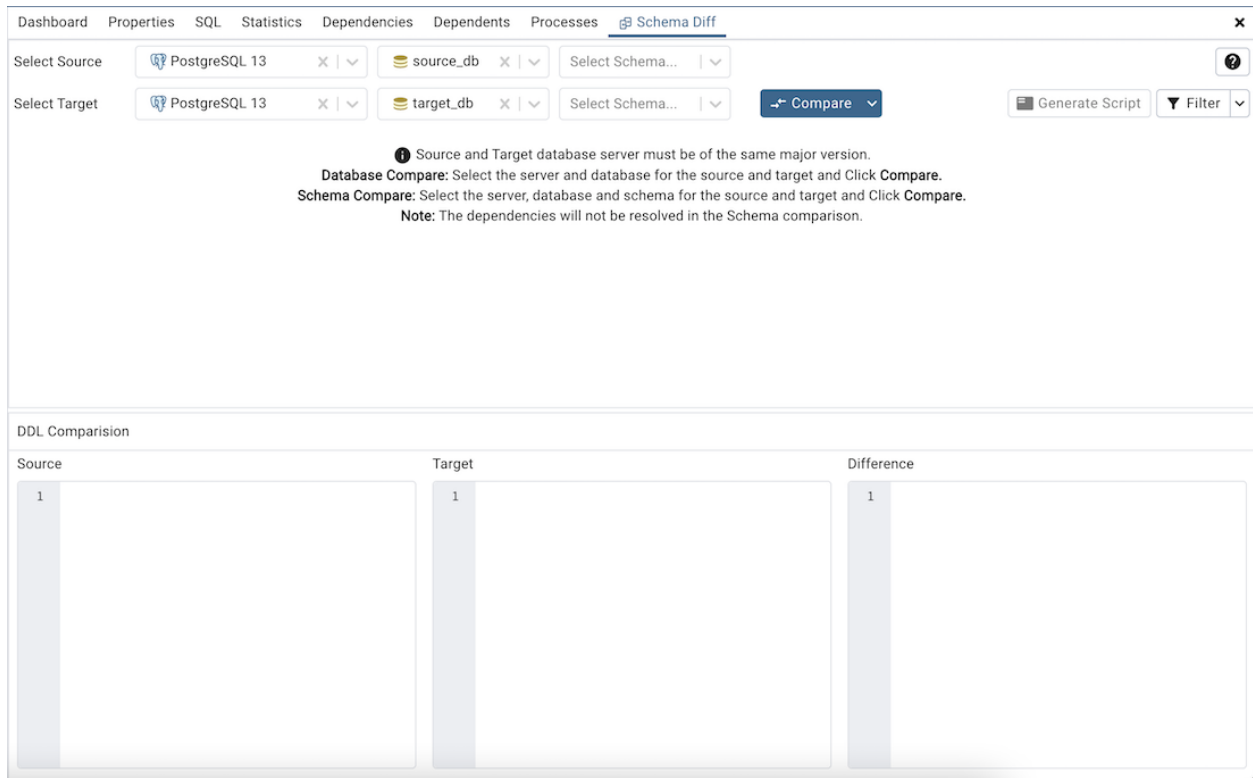 Dashboard Properties SQL Statistics Dependencies Dependents Processes Schema Diff
Select Source PostgreSQL 13 source_db Select Schema...
Select Target PostgreSQL 13 target_db Select Schema... Compare Generate Script Filter
Source and Target database server must be of the same major version.
Database Compare: Select the server and database for the source and target and Click Compare.
Schema Compare: Select the server, database and schema for the source and target and Click Compare.
Note: The dependencies will not be resolved in the Schema comparison.
DDL Comparision
Source Target Difference
1 1 1